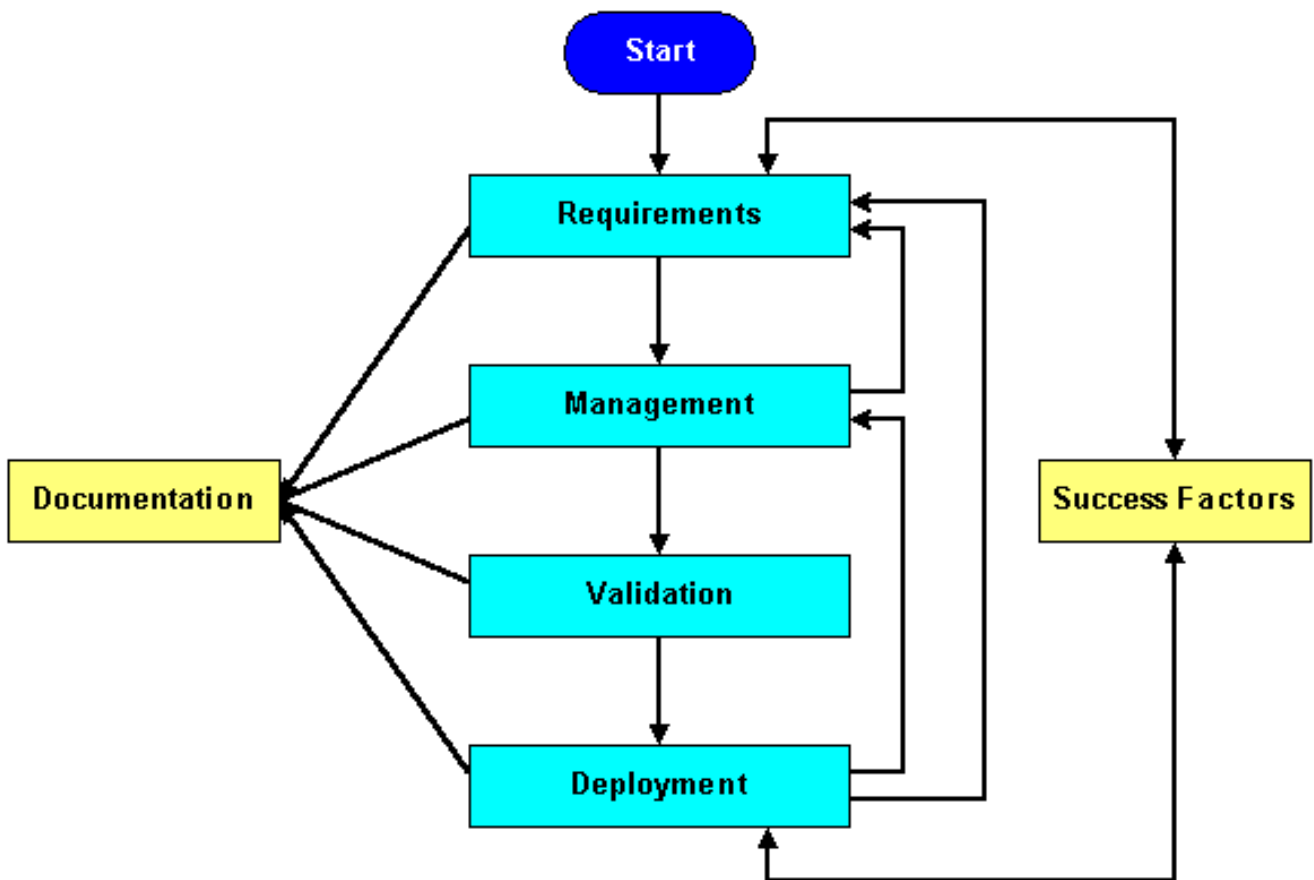 Start
Requirements
Management
Documentation
Success Factors
Validation
Deployment